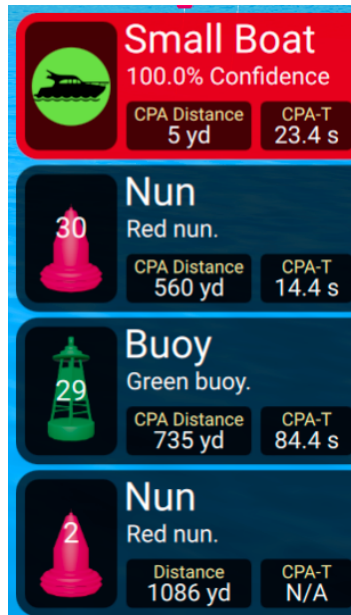 Small Boat
100.0% Confidence
CPA Distance CPA-T
5 yd 23.4 s
Nun
30
Red nun.
CPA Distance CPA-T
560 yd 14.4 s
Buoy
29
Green buoy.
CPA Distance CPA-T
735 yd 84.4 s
Nun
2
Red nun.
Distance CPA-T
1086 yd N/A